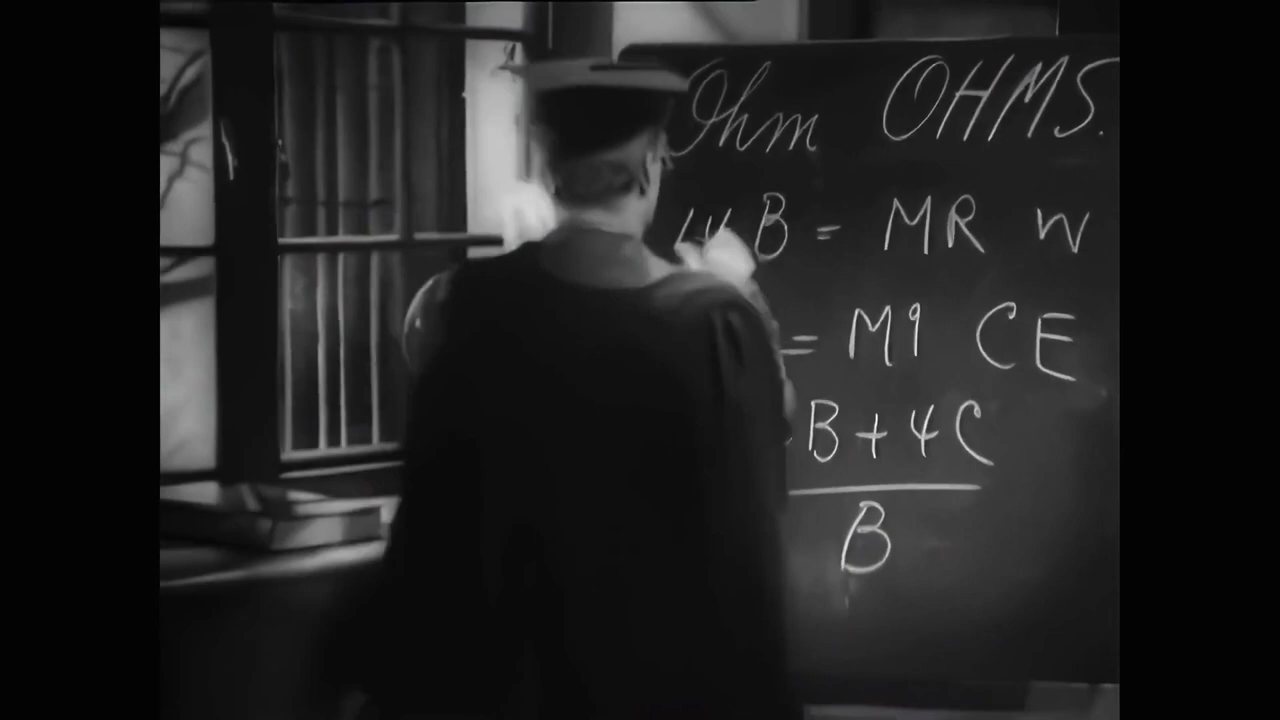 Ohm OHMS.
B = MR W
= M9 CE
B + 4C
B